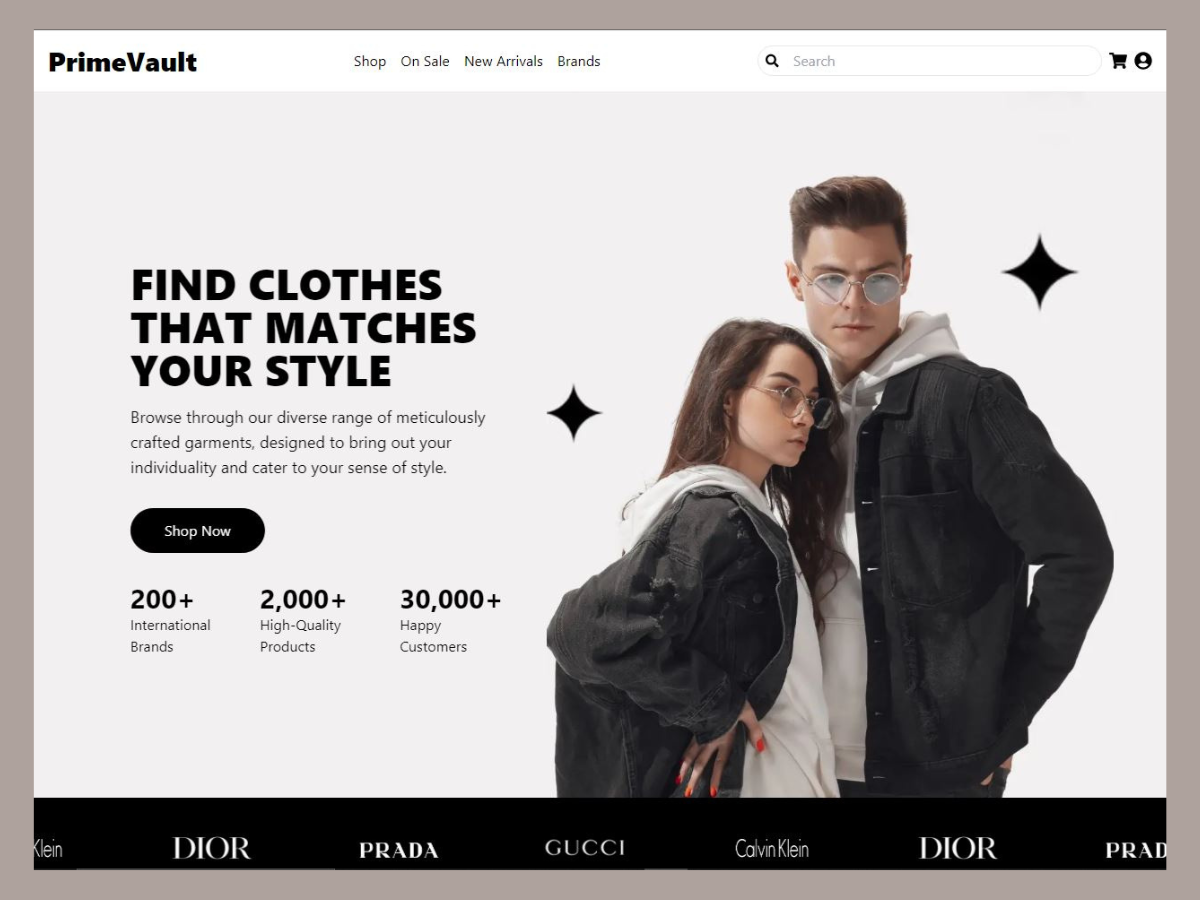 PrimeVault
Shop On Sale New Arrivals Brands
Search
FIND CLOTHES
THAT MATCHES
YOUR STYLE
Browse through our diverse range of meticulously
crafted garments, designed to bring out your
individuality and cater to your sense of style.
Shop Now
200+ 2,000+ 30,000+
International High-Quality Happy
Brands Products Customers
Klein DIOR PRADA GUCCI Calvin Klein DIOR PRAD